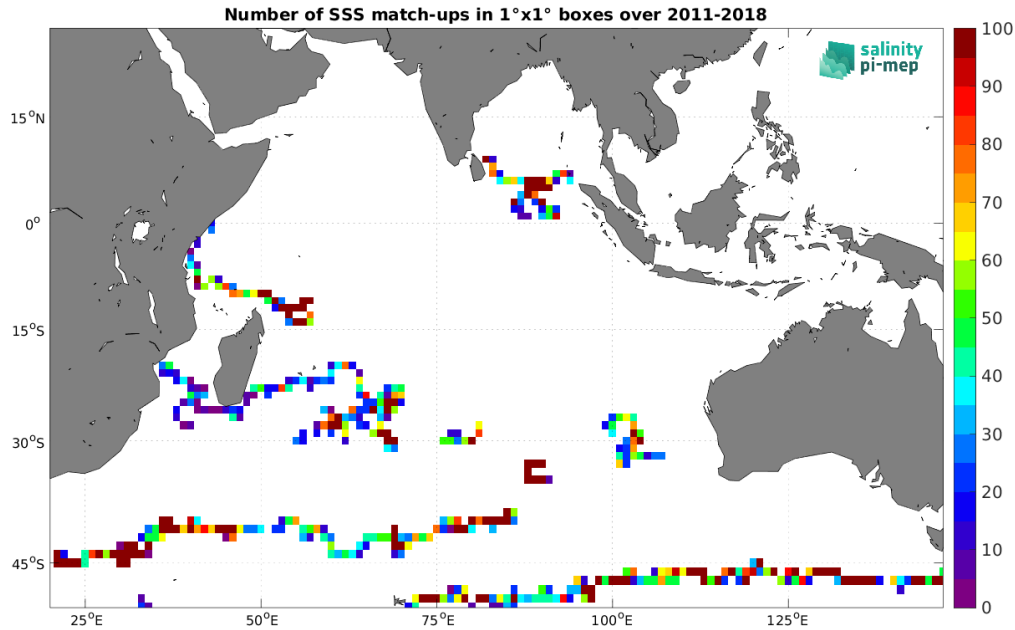 Number of SSS match-ups in 1°x1° boxes over 2011-2018
salinity
pi-mep
15°N
0°
15°S
30°S
45°S
25°E
50°E
75°E
100°E
125°E
100
90
80
70
60
50
40
30
20
10
0